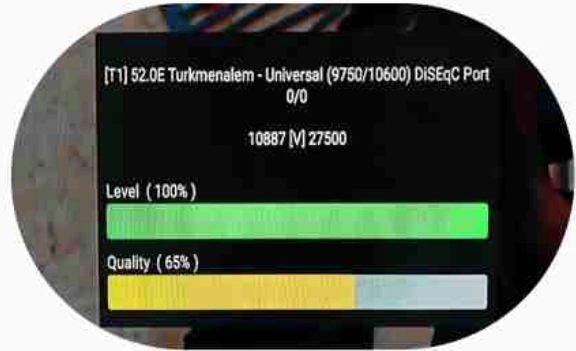 [T1] 52.0E Turkmenalem - Universal (9750/10600) DiSEqC Port
0/0
10887 [V] 27500
Level ( 100% )
Quality ( 65% )